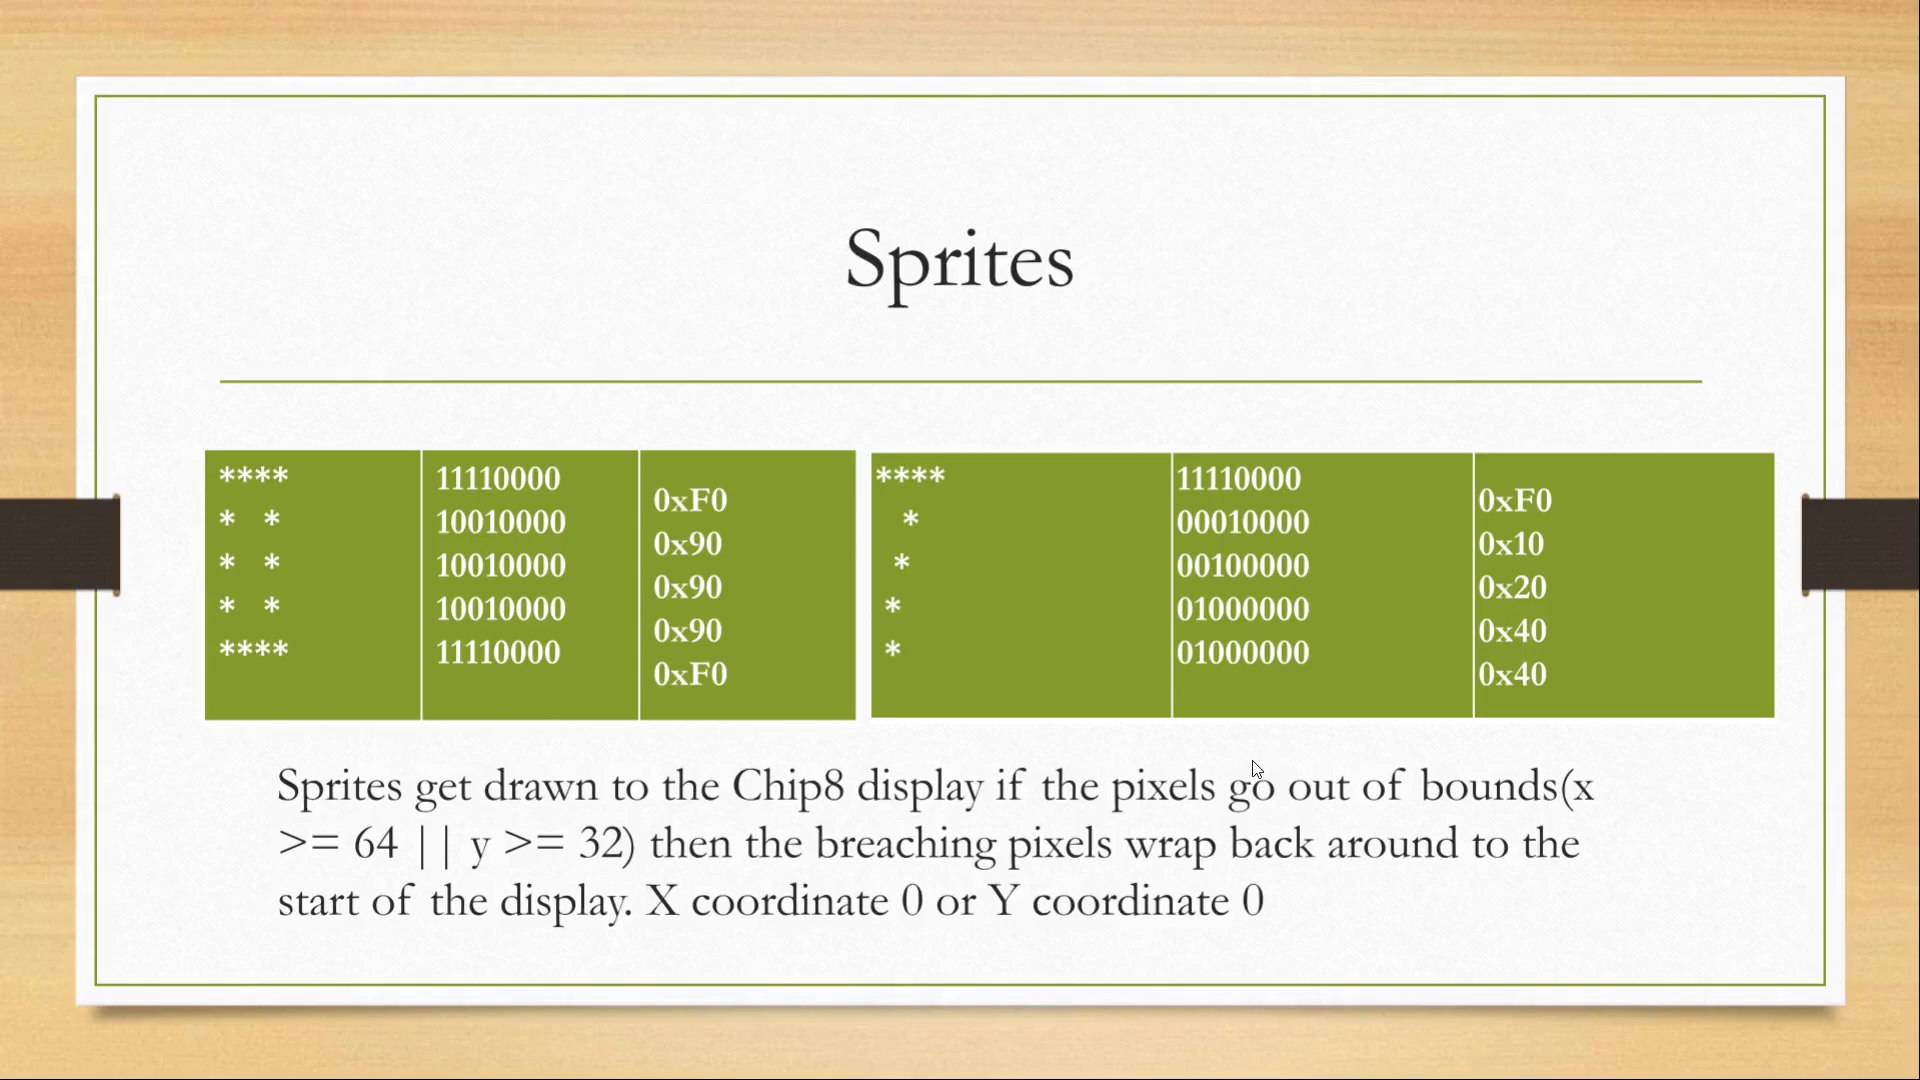 Sprites
****
*  *
*  *
*  *
****
11110000
10010000
10010000
10010000
11110000
0xF0
0x90
0x90
0x90
0xF0
****
   *
  *
 *
 *
11110000
00010000
00100000
01000000
01000000
0xF0
0x10
0x20
0x40
0x40
Sprites get drawn to the Chip8 display if the pixels go out of bounds(x
>= 64 || y >= 32) then the breaching pixels wrap back around to the
start of the display. X coordinate 0 or Y coordinate 0